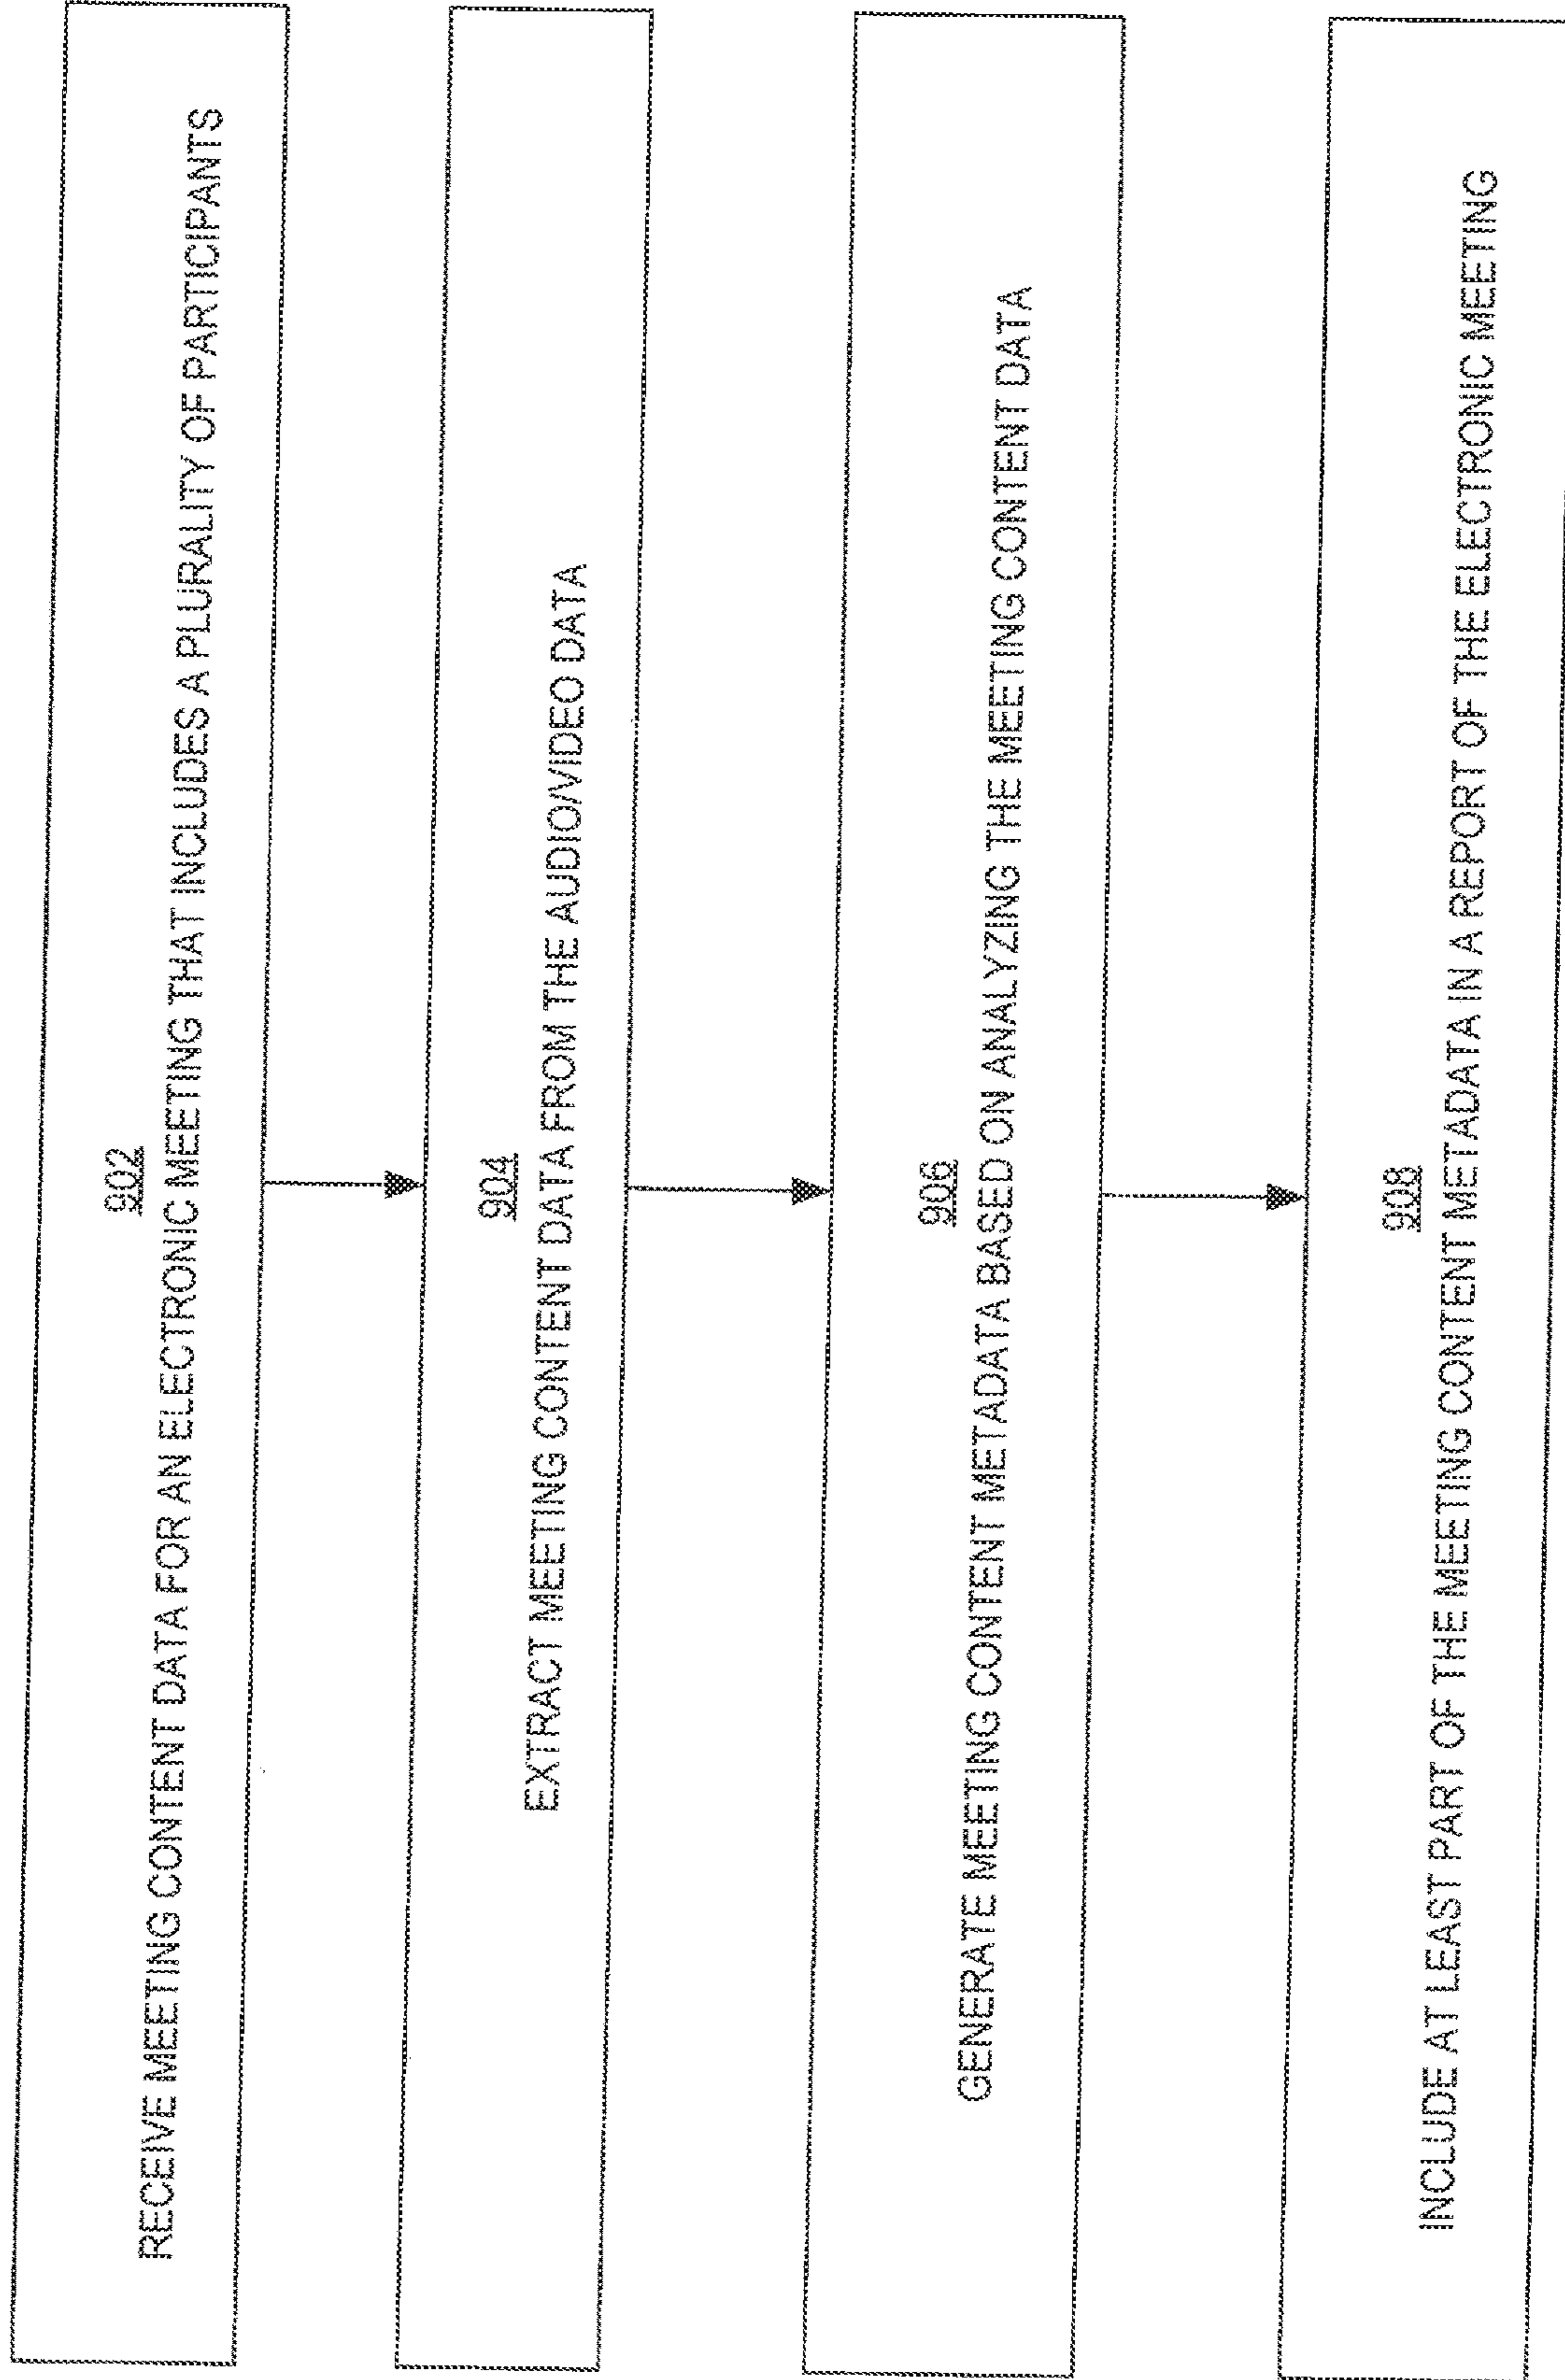 902
RECEIVE MEETING CONTENT DATA FOR AN ELECTRONIC MEETING THAT INCLUDES A PLURALITY OF PARTICIPANTS
904
EXTRACT MEETING CONTENT DATA FROM THE AUDIO/VIDEO DATA
906
GENERATE MEETING CONTENT METADATA BASED ON ANALYZING THE MEETING CONTENT DATA
908
INCLUDE AT LEAST PART OF THE MEETING CONTENT METADATA IN A REPORT OF THE ELECTRONIC MEETING